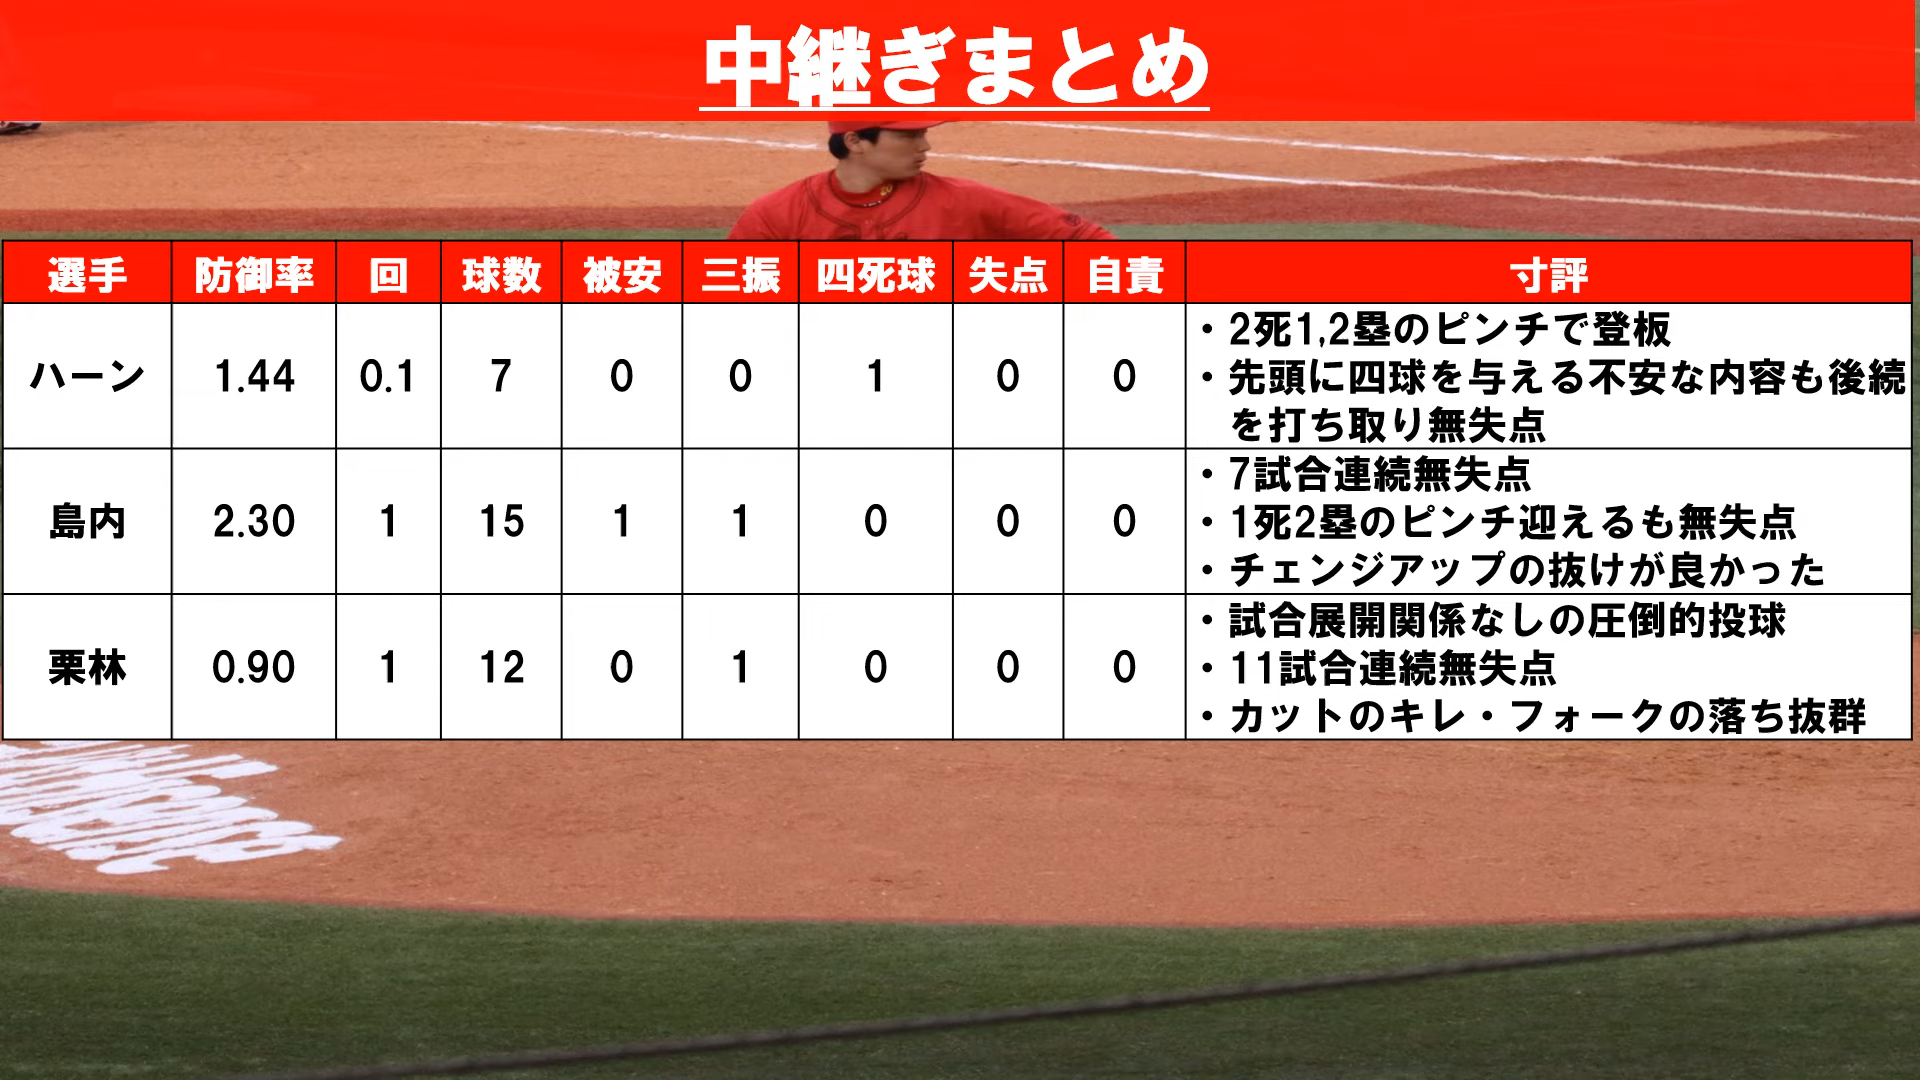 中継ぎまとめ
選手 防御率 回 球数 被安 三振 四死球 失点 自責 寸評
ハーン 1.44 0.1 7 0 0 1 0 0
・2死1,2塁のピンチで登板
・先頭に四球を与える不安な内容も後続
を打ち取り無失点
島内 2.30 1 15 1 1 0 0 0
・7試合連続無失点
・1死2塁のピンチ迎えるも無失点
・チェンジアップの抜けが良かった
栗林 0.90 1 12 0 1 0 0 0
・試合展開関係なしの圧倒的投球
・11試合連続無失点
・カットのキレ・フォークの落ち抜群